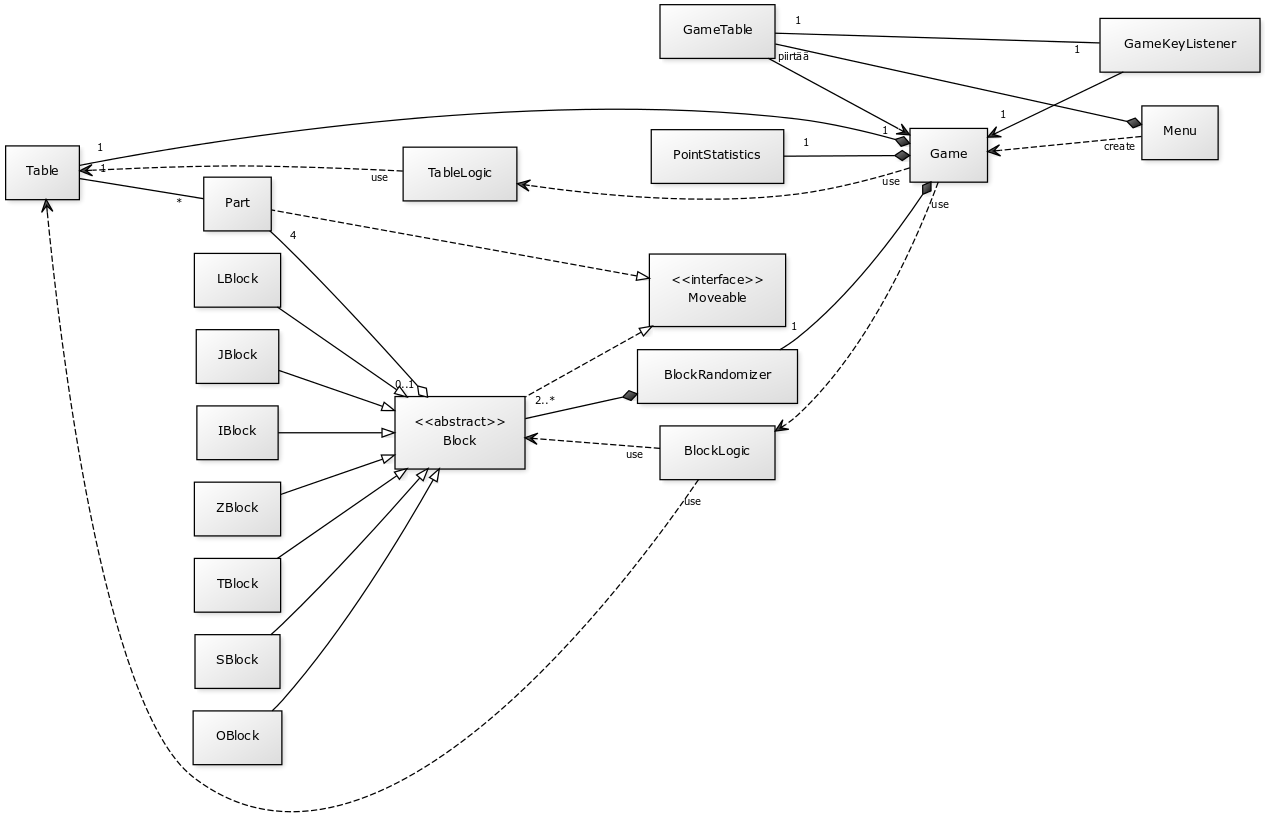 GameTable
1
1
GameKeyListener
piirtää
1
1
Menu
create
PointStatistics
1
Game
use
use
1
Table
1
*
use
TableLogic
Part
4
LBlock
<<interface>>
Moveable
JBlock
1
BlockRandomizer
0..1
2..*
IBlock
<<abstract>>
Block
use
BlockLogic
use
ZBlock
TBlock
SBlock
OBlock